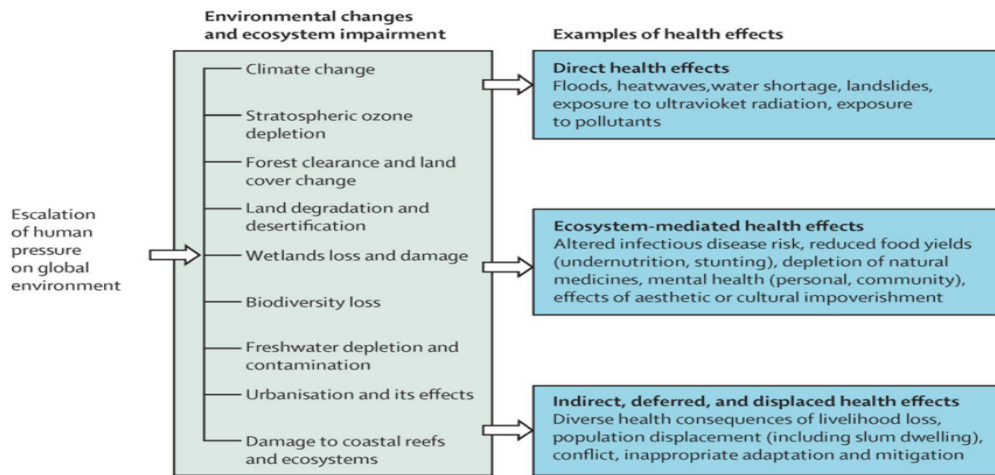 Environmental changes
and ecosystem impairment
Climate change
Stratospheric ozone
depletion
Forest clearance and land
cover change
Land degradation and
desertification
Wetlands loss and damage
Biodiversity loss
Freshwater depletion and
contamination
Urbanisation and its effects
Damage to coastal reefs
and ecosystems
Escalation
of human
pressure
on global
environment
Examples of health effects
Direct health effects
Floods, heatwaves,water shortage, landslides,
exposure to ultravioket radiation, exposure
to pollutants
Ecosystem-mediated health effects
Altered infectious disease risk, reduced food yields
(undernutrition, stunting), depletion of natural
medicines, mental health (personal, community),
effects of aesthetic or cultural impoverishment
Indirect, deferred, and displaced health effects
Diverse health consequences of livelihood loss,
population displacement (including slum dwelling),
conflict, inappropriate adaptation and mitigation